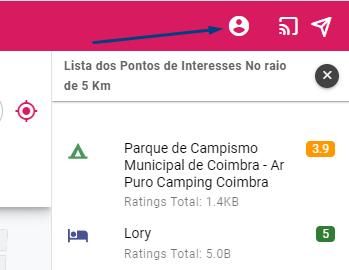 Lista dos Pontos de Interesses No raio
de 5 Km
Parque de Campismo
Municipal de Coimbra - Ar
Puro Camping Coimbra
3.9
Ratings Total: 1.4KB
Lory
5
Ratings Total: 5.0B